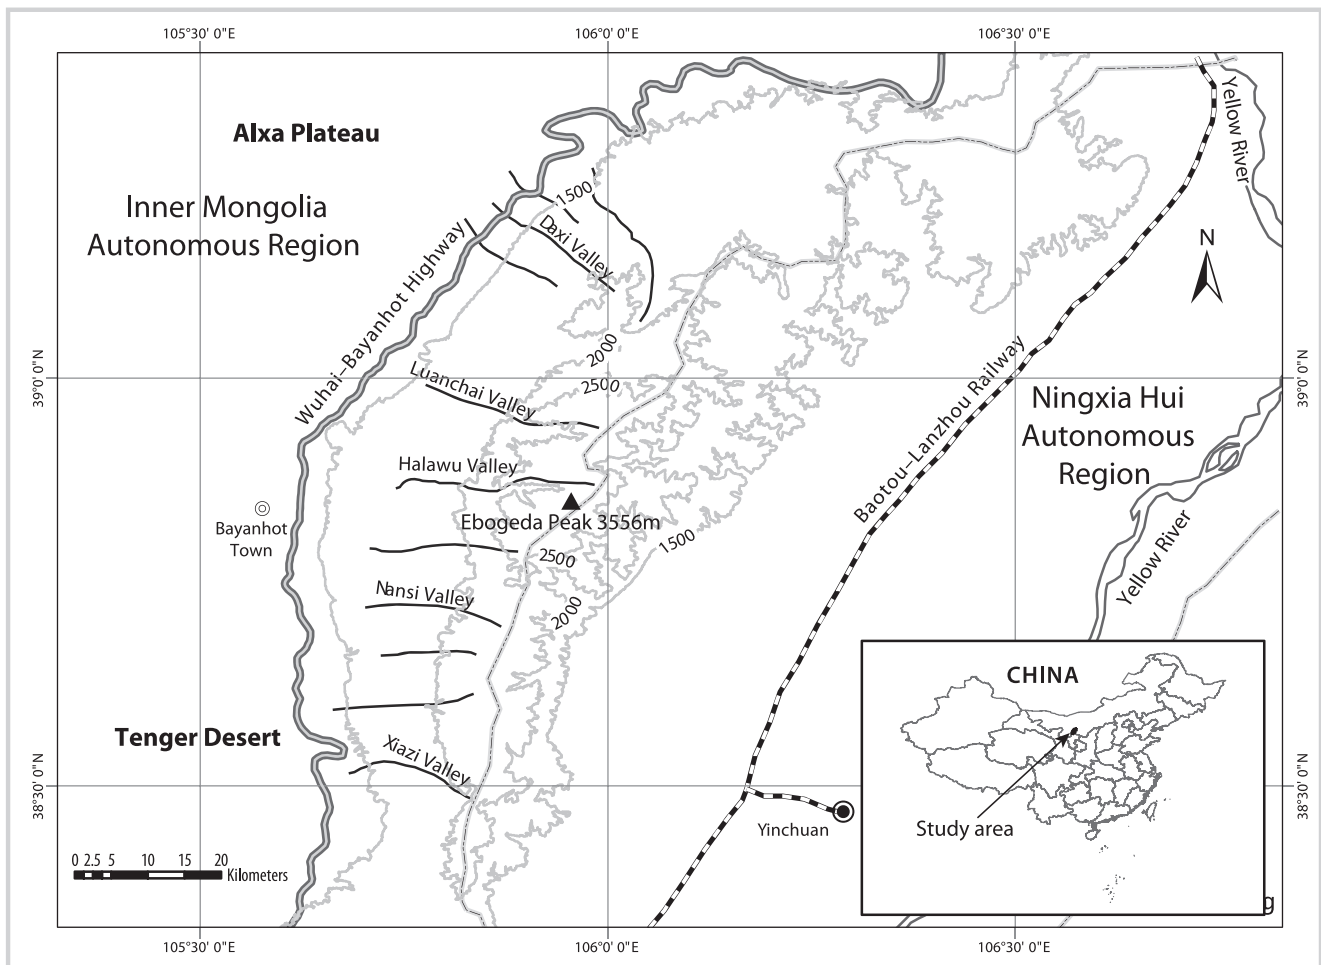 105°30' 0"E
106°0' 0"E
106°30' 0"E
Alxa Plateau
Yellow River
1500
Inner Mongolia
Autonomous Region
Daxi Valley
Wuhai–Bayanhot Highway
N
2000
39°0' 0"N
39°0' 0"N
Luanchai Valley
2500
Baotou–Lanzhou Railway
Ningxia Hui
Autonomous
Region
Halawu Valley
Ebogeda Peak 3556m
Bayanhot
Town
1500
2500
Yellow River
Nansi Valley
2000
CHINA
Tenger Desert
Xiazi Valley
38°30' 0"N
38°30' 0"N
Yinchuan
Study area
0 2.5 5 10 15 20
Kilometers
g
105°30' 0"E
106°0' 0"E
106°30' 0"E